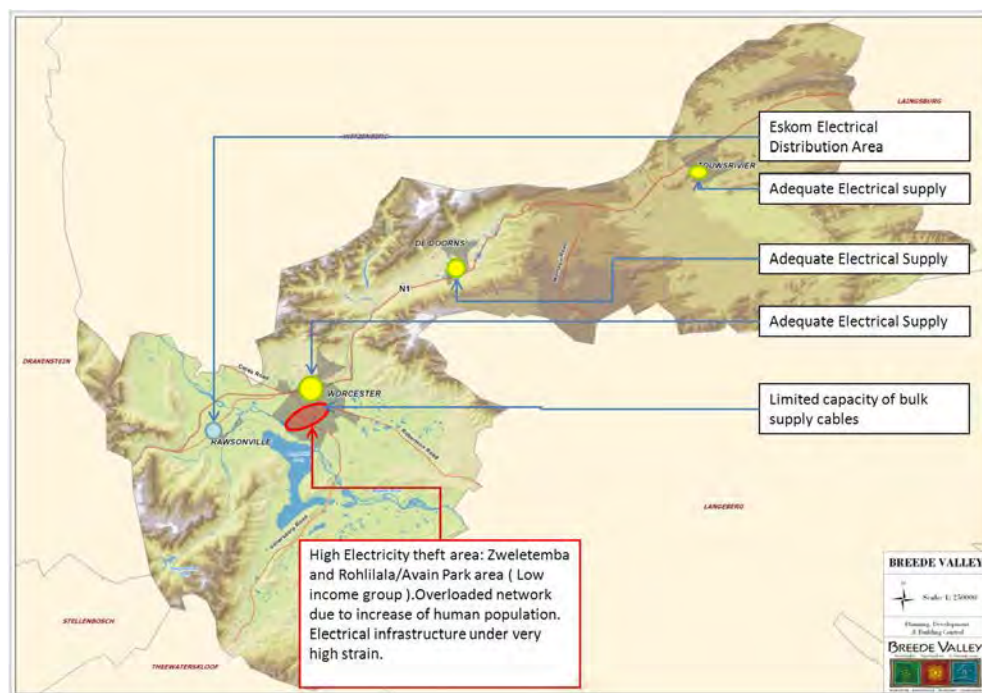 LAINGSBURG
Eskom Electrical
Distribution Area
WITZENBERG
TOUWSRIVIER
Adequate Electrical supply
DE DOORNS
Adequate Electrical Supply
N1
Adequate Electrical Supply
DRAKENSTEIN
WORCESTER
Limited capacity of bulk
supply cables
RAWSONVILLE
Robertson Road
LANGEBERG
High Electricity theft area: Zweletemba
and Rohlilala/Avain Park area ( Low
income group ).Overloaded network
due to increase of human population.
Electrical infrastructure under very
high strain.
STELLENBOSCH
THEEWATERSKLOOF
BREEDE VALLEY
Scale: 1: 250000
Planning, Development
& Building Control
BREEDE VALLEY